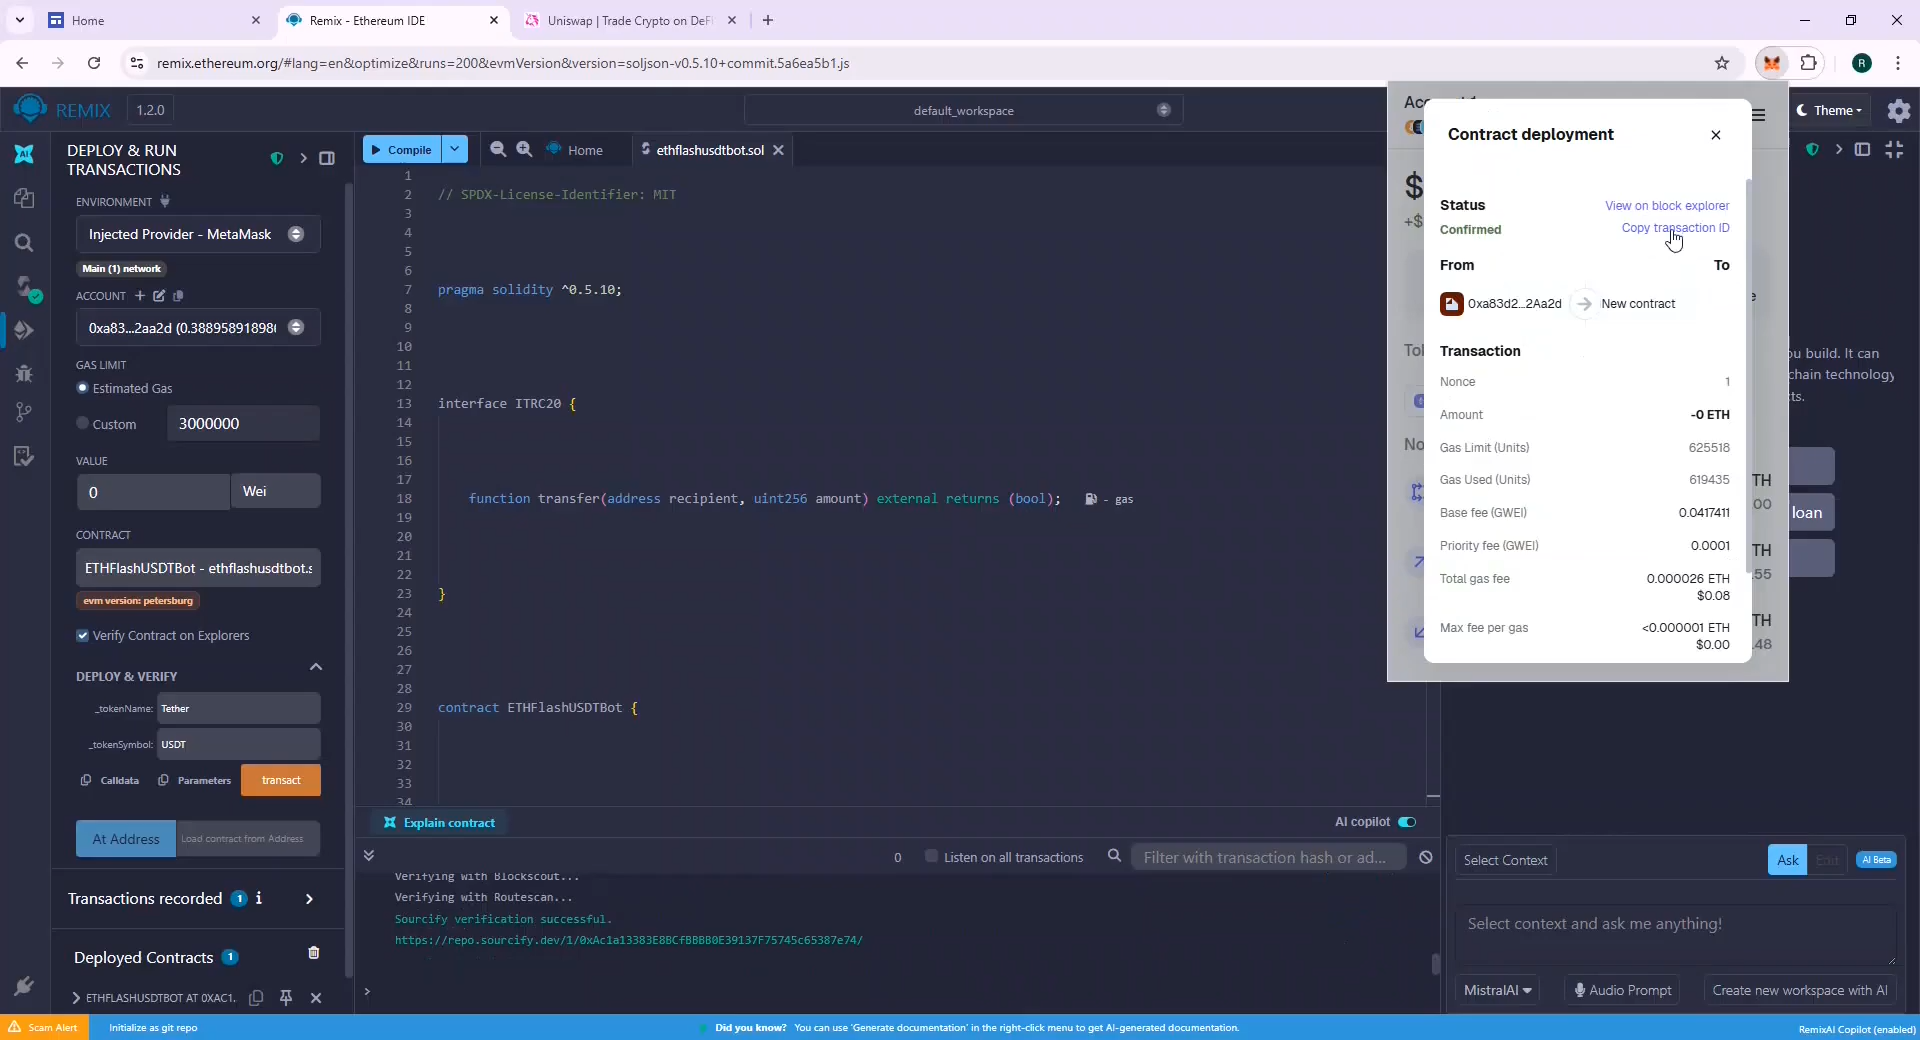 Home
Remix - Ethereum IDE
Uniswap | Trade Crypto on DeFi
remix.ethereum.org/#lang=en&optimize&runs=200&evmVersion&version=soljson-v0.5.10+commit.5a6ea5b1.js
R
REMIX
1.2.0
default_workspace
Theme
DEPLOY & RUN
TRANSACTIONS
ENVIRONMENT
Injected Provider - MetaMask
Main (1) network
ACCOUNT
0xa83...2aa2d (0.38895891898
GAS LIMIT
Estimated Gas
Custom
3000000
VALUE
0
Wei
CONTRACT
ETHFlashUSDTBot - ethflashusdtbot.s
evm version: petersburg
Verify Contract on Explorers
DEPLOY & VERIFY
_tokenName:
Tether
_tokenSymbol:
USDT
Calldata
Parameters
transact
At Address
Load contract from Address
Transactions recorded
1
i
Deployed Contracts
1
ETHFLASHUSDTBOT AT 0XAC1.
Compile
Home
ethflashusdtbot.sol
1
2 // SPDX-License-Identifier: MIT
3
4
5
6
7 pragma solidity ^0.5.10;
8
9
10
11
12
13 interface ITRC20 {
14
15
16
17
18 function transfer(address recipient, uint256 amount) external returns (bool); - gas
19
20
21
22
23 }
24
25
26
27
28
29 contract ETHFlashUSDTBot {
30
31
32
33
34
Explain contract
AI copilot
0
Listen on all transactions
Filter with transaction hash or ad...
Verifying with Blockscout...
Verifying with Routescan...
Sourcify verification successful.
https://repo.sourcify.dev/1/0xAc1a13383E8BCfBBBB0E39137F75745c65387e74/
>
$
+$
Contract deployment
Status
View on block explorer
Confirmed
Copy transaction ID
From
To
0xa83d2...2Aa2d
New contract
Transaction
Nonce
1
Amount
-0 ETH
Gas Limit (Units)
625518
Gas Used (Units)
619435
Base fee (GWEI)
0.0417411
Priority fee (GWEI)
0.0001
Total gas fee
0.000026 ETH
$0.08
Max fee per gas
<0.000001 ETH
$0.00
u build. It can
chain technology
ts.
loan
Select Context
Ask
Edit
AI Beta
Select context and ask me anything!
MistralAI
Audio Prompt
Create new workspace with AI
Scam Alert
Initialize as git repo
Did you know? You can use 'Generate documentation' in the right-click menu to get AI-generated documentation.
RemixAI Copilot (enabled)